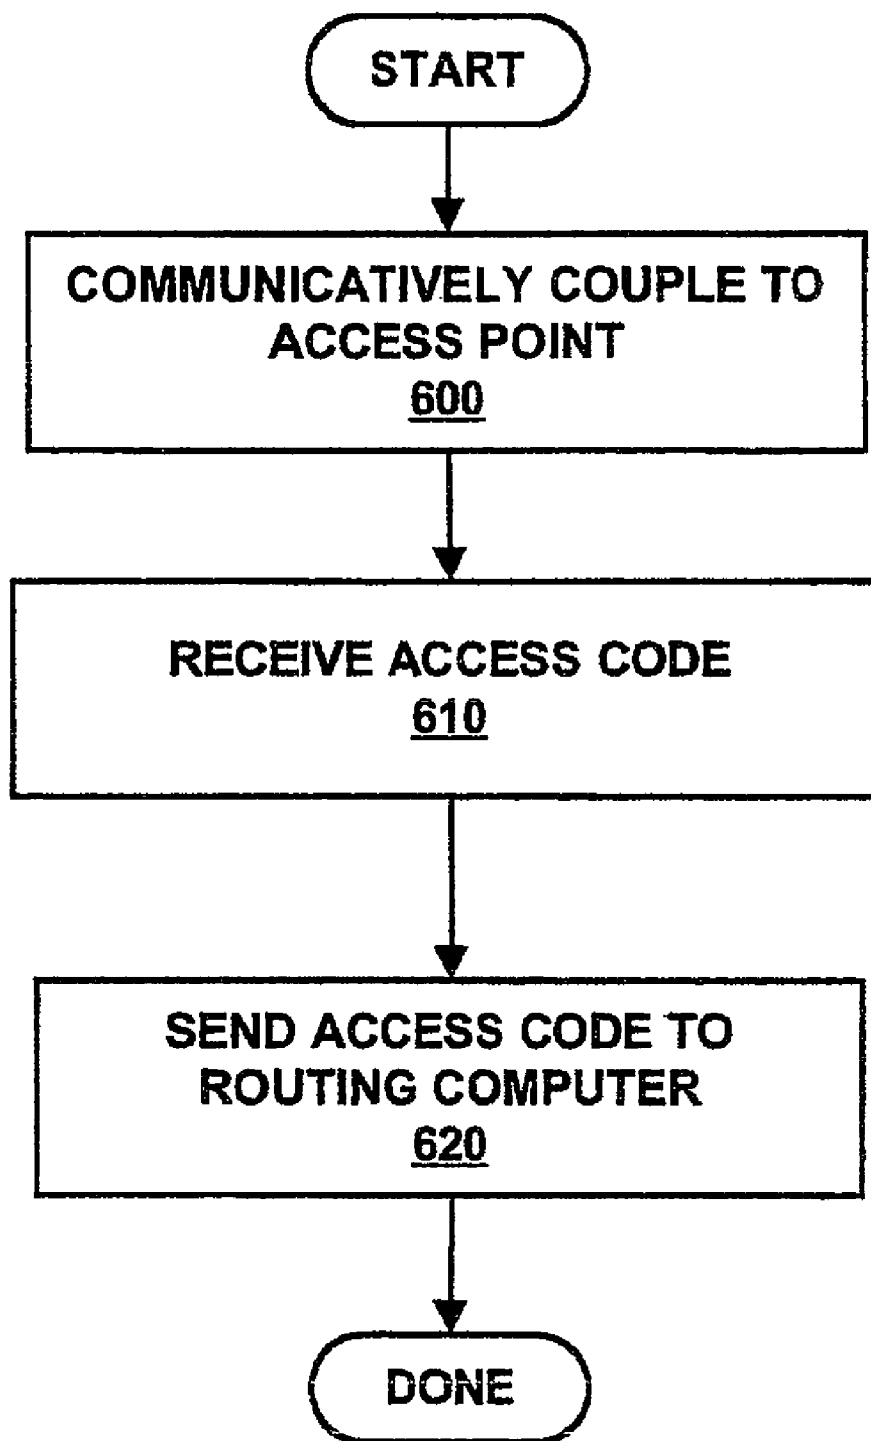 START
COMMUNICATIVELY COUPLE TO
ACCESS POINT
600
RECEIVE ACCESS CODE
610
SEND ACCESS CODE TO
ROUTING COMPUTER
620
DONE